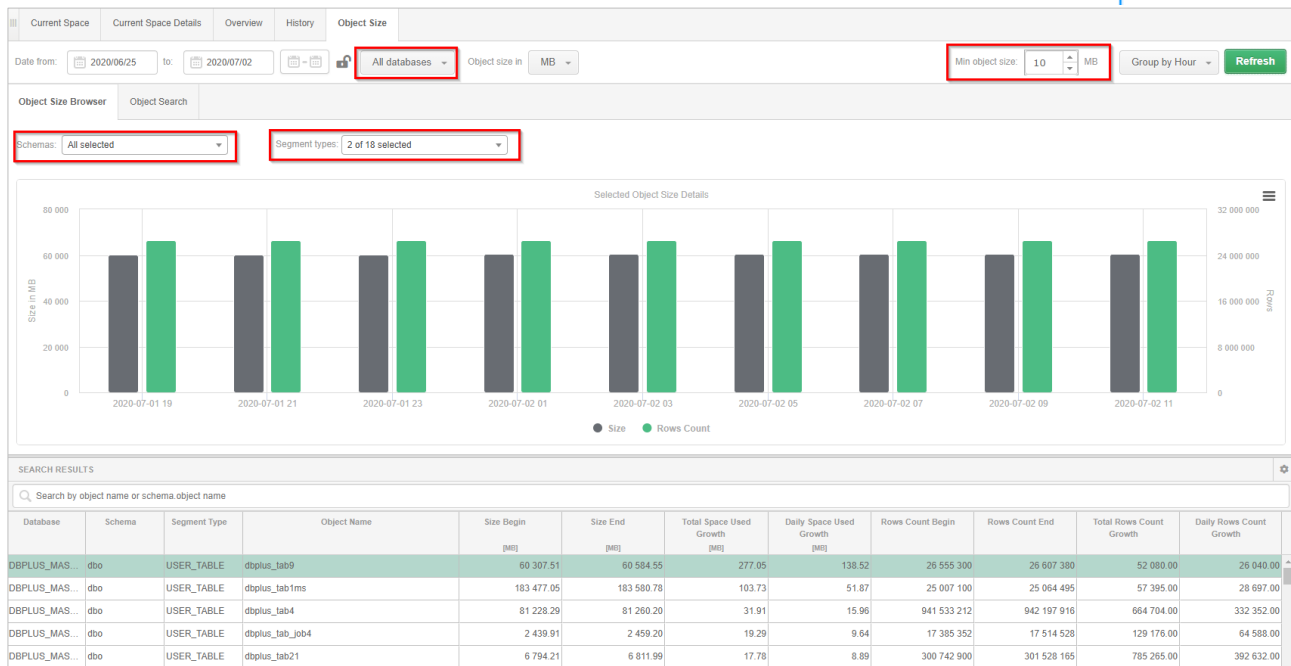 Current Space Current Space Details Overview History Object Size
Date from: 2020/06/25 to: 2020/07/02 All databases Object size in MB Min object size: 10 MB Group by Hour Refresh
Object Size Browser Object Search
Schemas: All selected Segment types: 2 of 18 selected
Selected Object Size Details
80 000 32 000 000
60 000 24 000 000
40 000 16 000 000
20 000 8 000 000
0 0
Size in MB
Rows
2020-07-01 19 2020-07-01 21 2020-07-01 23 2020-07-02 01 2020-07-02 03 2020-07-02 05 2020-07-02 07 2020-07-02 09 2020-07-02 11
Size Rows Count
SEARCH RESULTS
Search by object name or schema.object name
Database Schema Segment Type Object Name Size Begin [MB] Size End [MB] Total Space Used Growth [MB] Daily Space Used Growth [MB] Rows Count Begin Rows Count End Total Rows Count Growth Daily Rows Count Growth
DBPLUS_MAS... dbo USER_TABLE dbplus_tab9 60 307.51 60 584.55 277.05 138.52 26 555 300 26 607 380 52 080.00 26 040.00
DBPLUS_MAS... dbo USER_TABLE dbplus_tab1ms 183 477.05 183 580.78 103.73 51.87 25 007 100 25 064 495 57 395.00 28 697.00
DBPLUS_MAS... dbo USER_TABLE dbplus_tab4 81 228.29 81 260.20 31.91 15.96 941 533 212 942 197 916 664 704.00 332 352.00
DBPLUS_MAS... dbo USER_TABLE dbplus_tab_job4 2 439.91 2 459.20 19.29 9.64 17 385 352 17 514 528 129 176.00 64 588.00
DBPLUS_MAS... dbo USER_TABLE dbplus_tab21 6 794.21 6 811.99 17.78 8.89 300 742 900 301 528 165 785 265.00 392 632.00